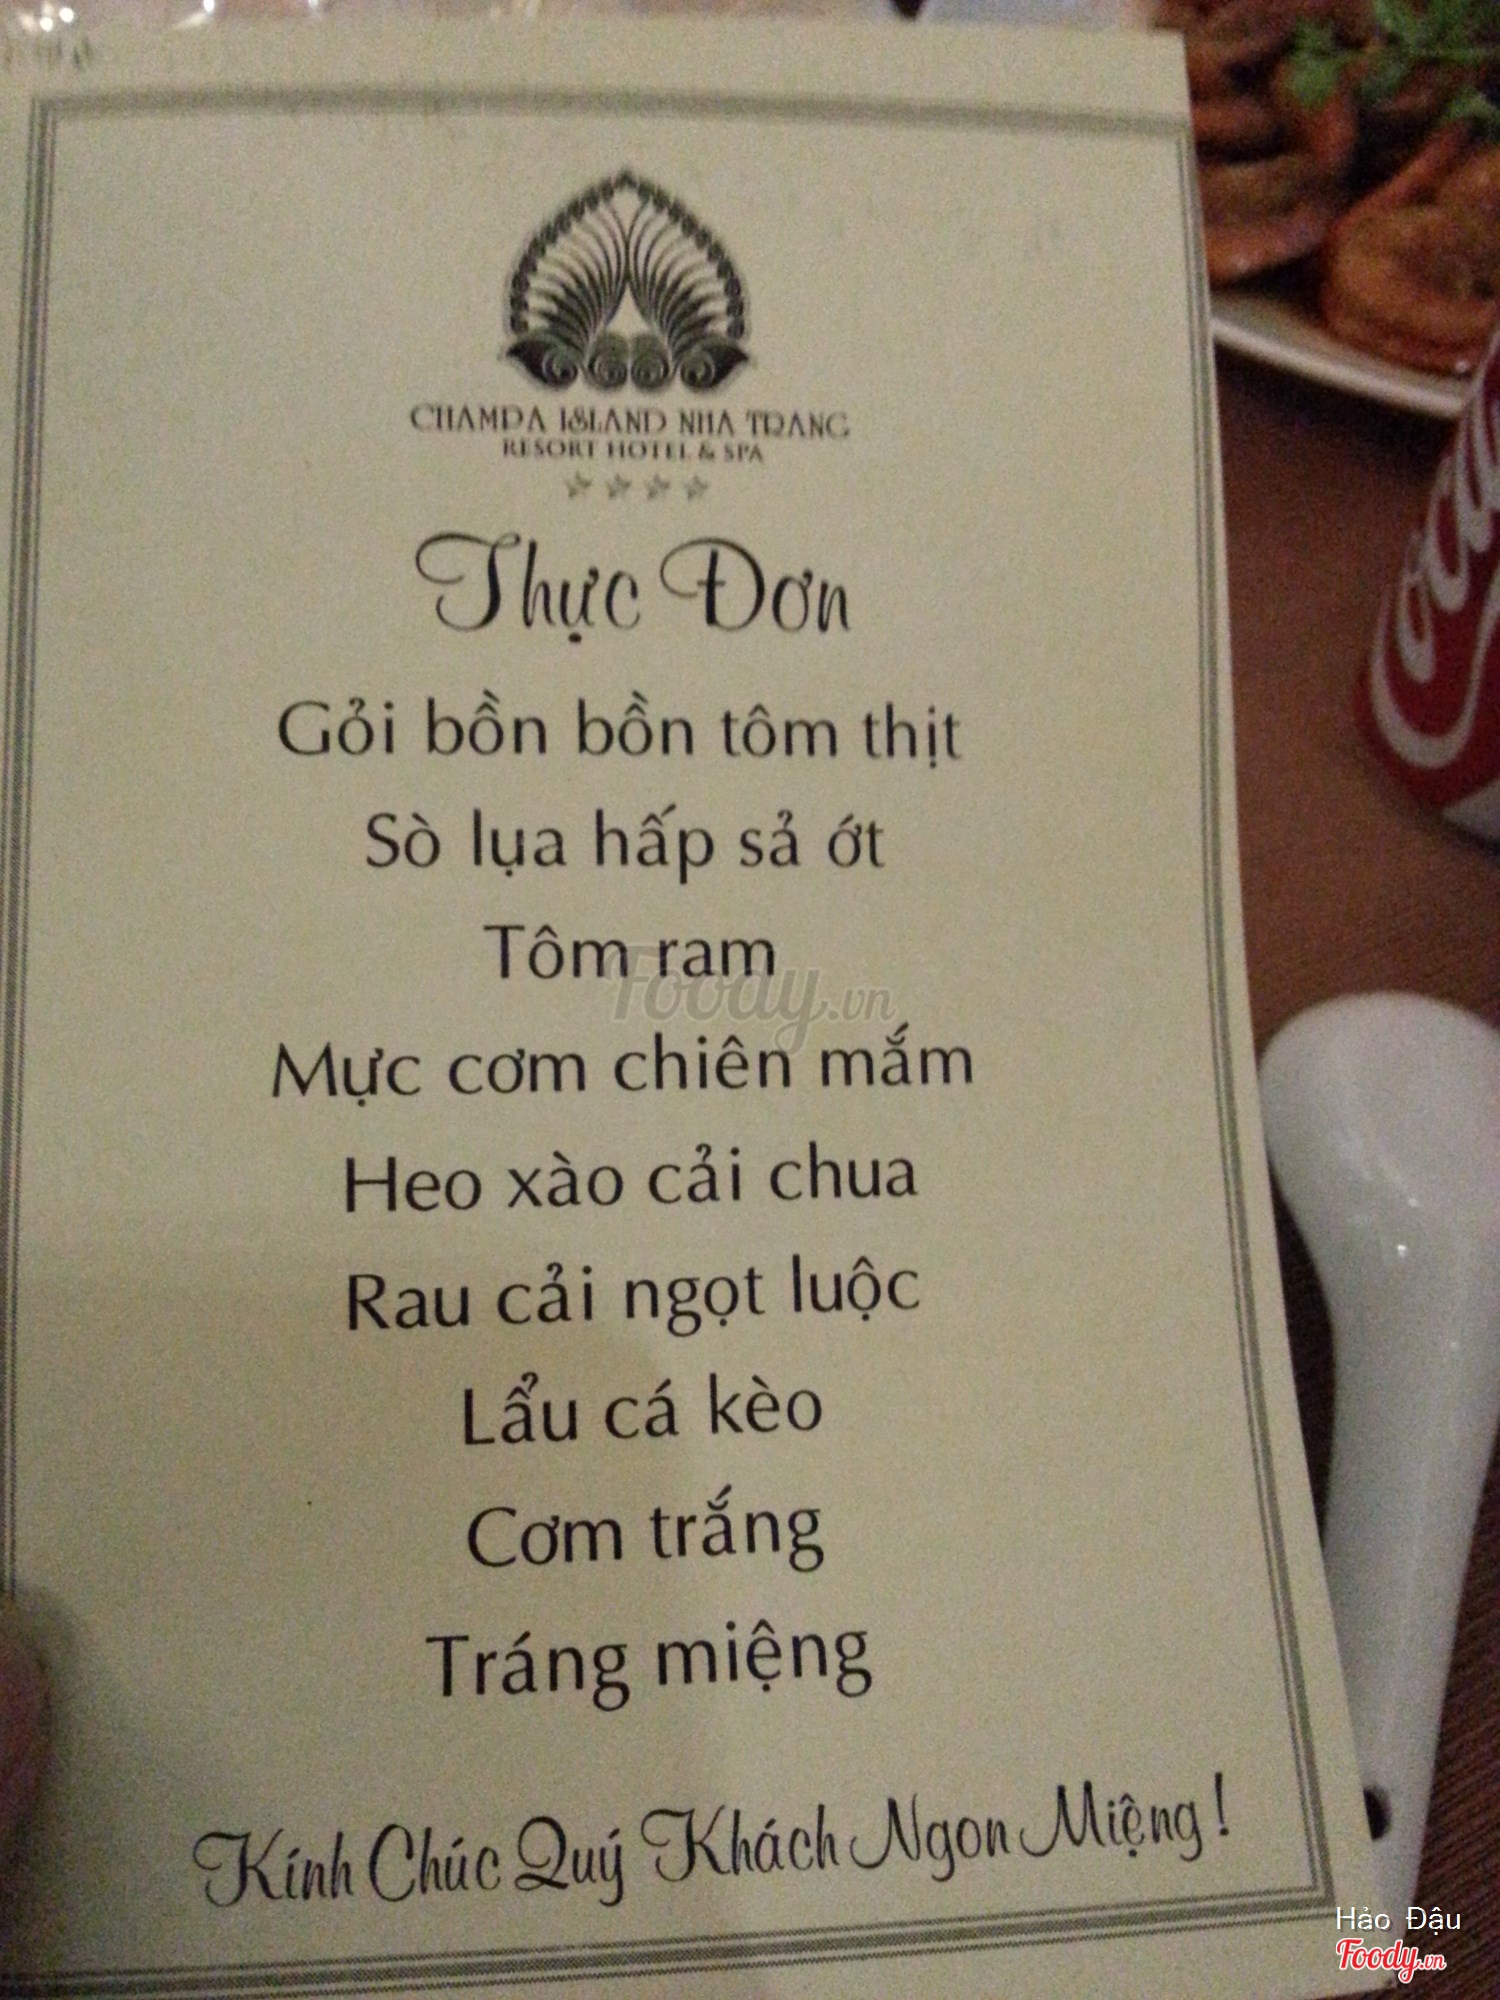 CHAMPA ISLAND NHA TRANG
RESORT HOTEL & SPA
Thực Đơn
Gỏi bồn bồn tôm thịt
Sò lụa hấp sả ớt
Tôm ram
Foody.vn
Mực cơm chiên mắm
Heo xào cải chua
Rau cải ngọt luộc
Lẩu cá kèo
Cơm trắng
Tráng miệng
Kính Chúc Quý Khách Ngon Miệng !
Hảo Đậu
Foody.vn